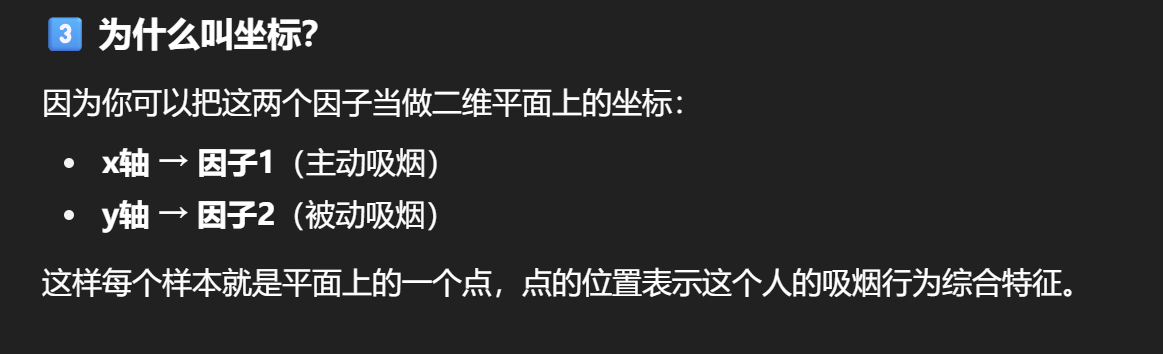 3️⃣ 为什么叫坐标？
因为你可以把这两个因子当做二维平面上的坐标：
• x轴 → 因子1（主动吸烟）
• y轴 → 因子2（被动吸烟）
这样每个样本就是平面上的一个点，点的位置表示这个人的吸烟行为综合特征。